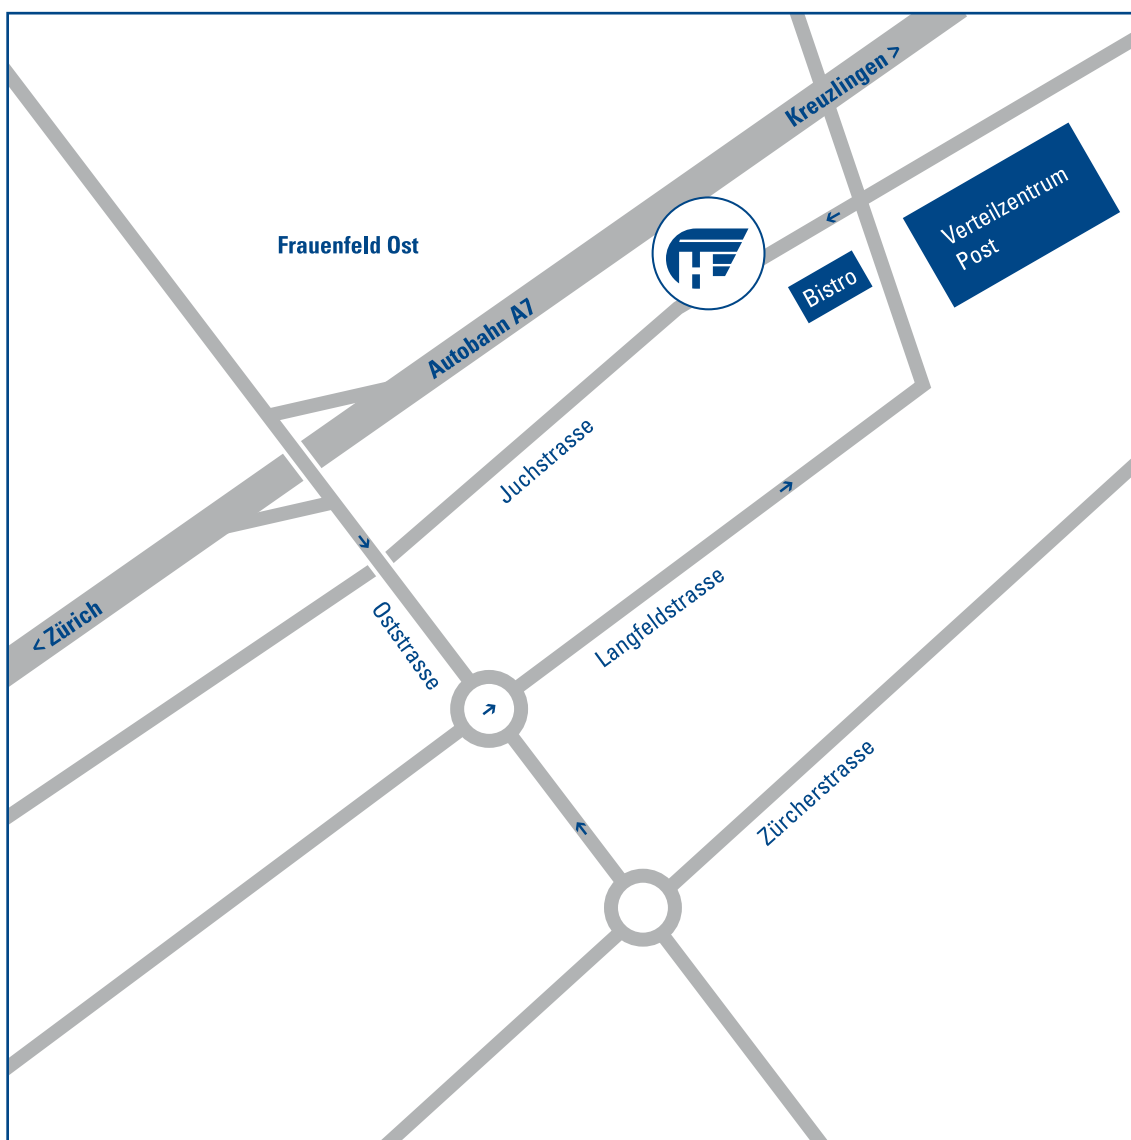 Kreuzlingen >
Verteilzentrum
Post
Frauenfeld Ost
Bistro
Autobahn A7
Juchstrasse
< Zürich
Oststrasse
Langfeldstrasse
Zürcherstrasse